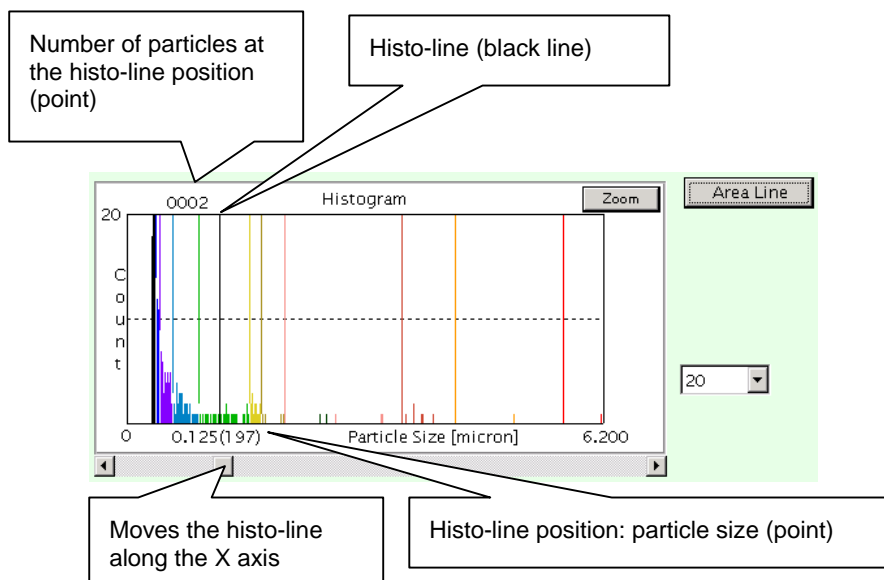 Number of particles at
the histo-line position
(point)
Histo-line (black line)
0002
Histogram
Zoom
Area Line
20
Count
20
0
0.125(197)
Particle Size [micron]
6.200
Moves the histo-line
along the X axis
Histo-line position: particle size (point)